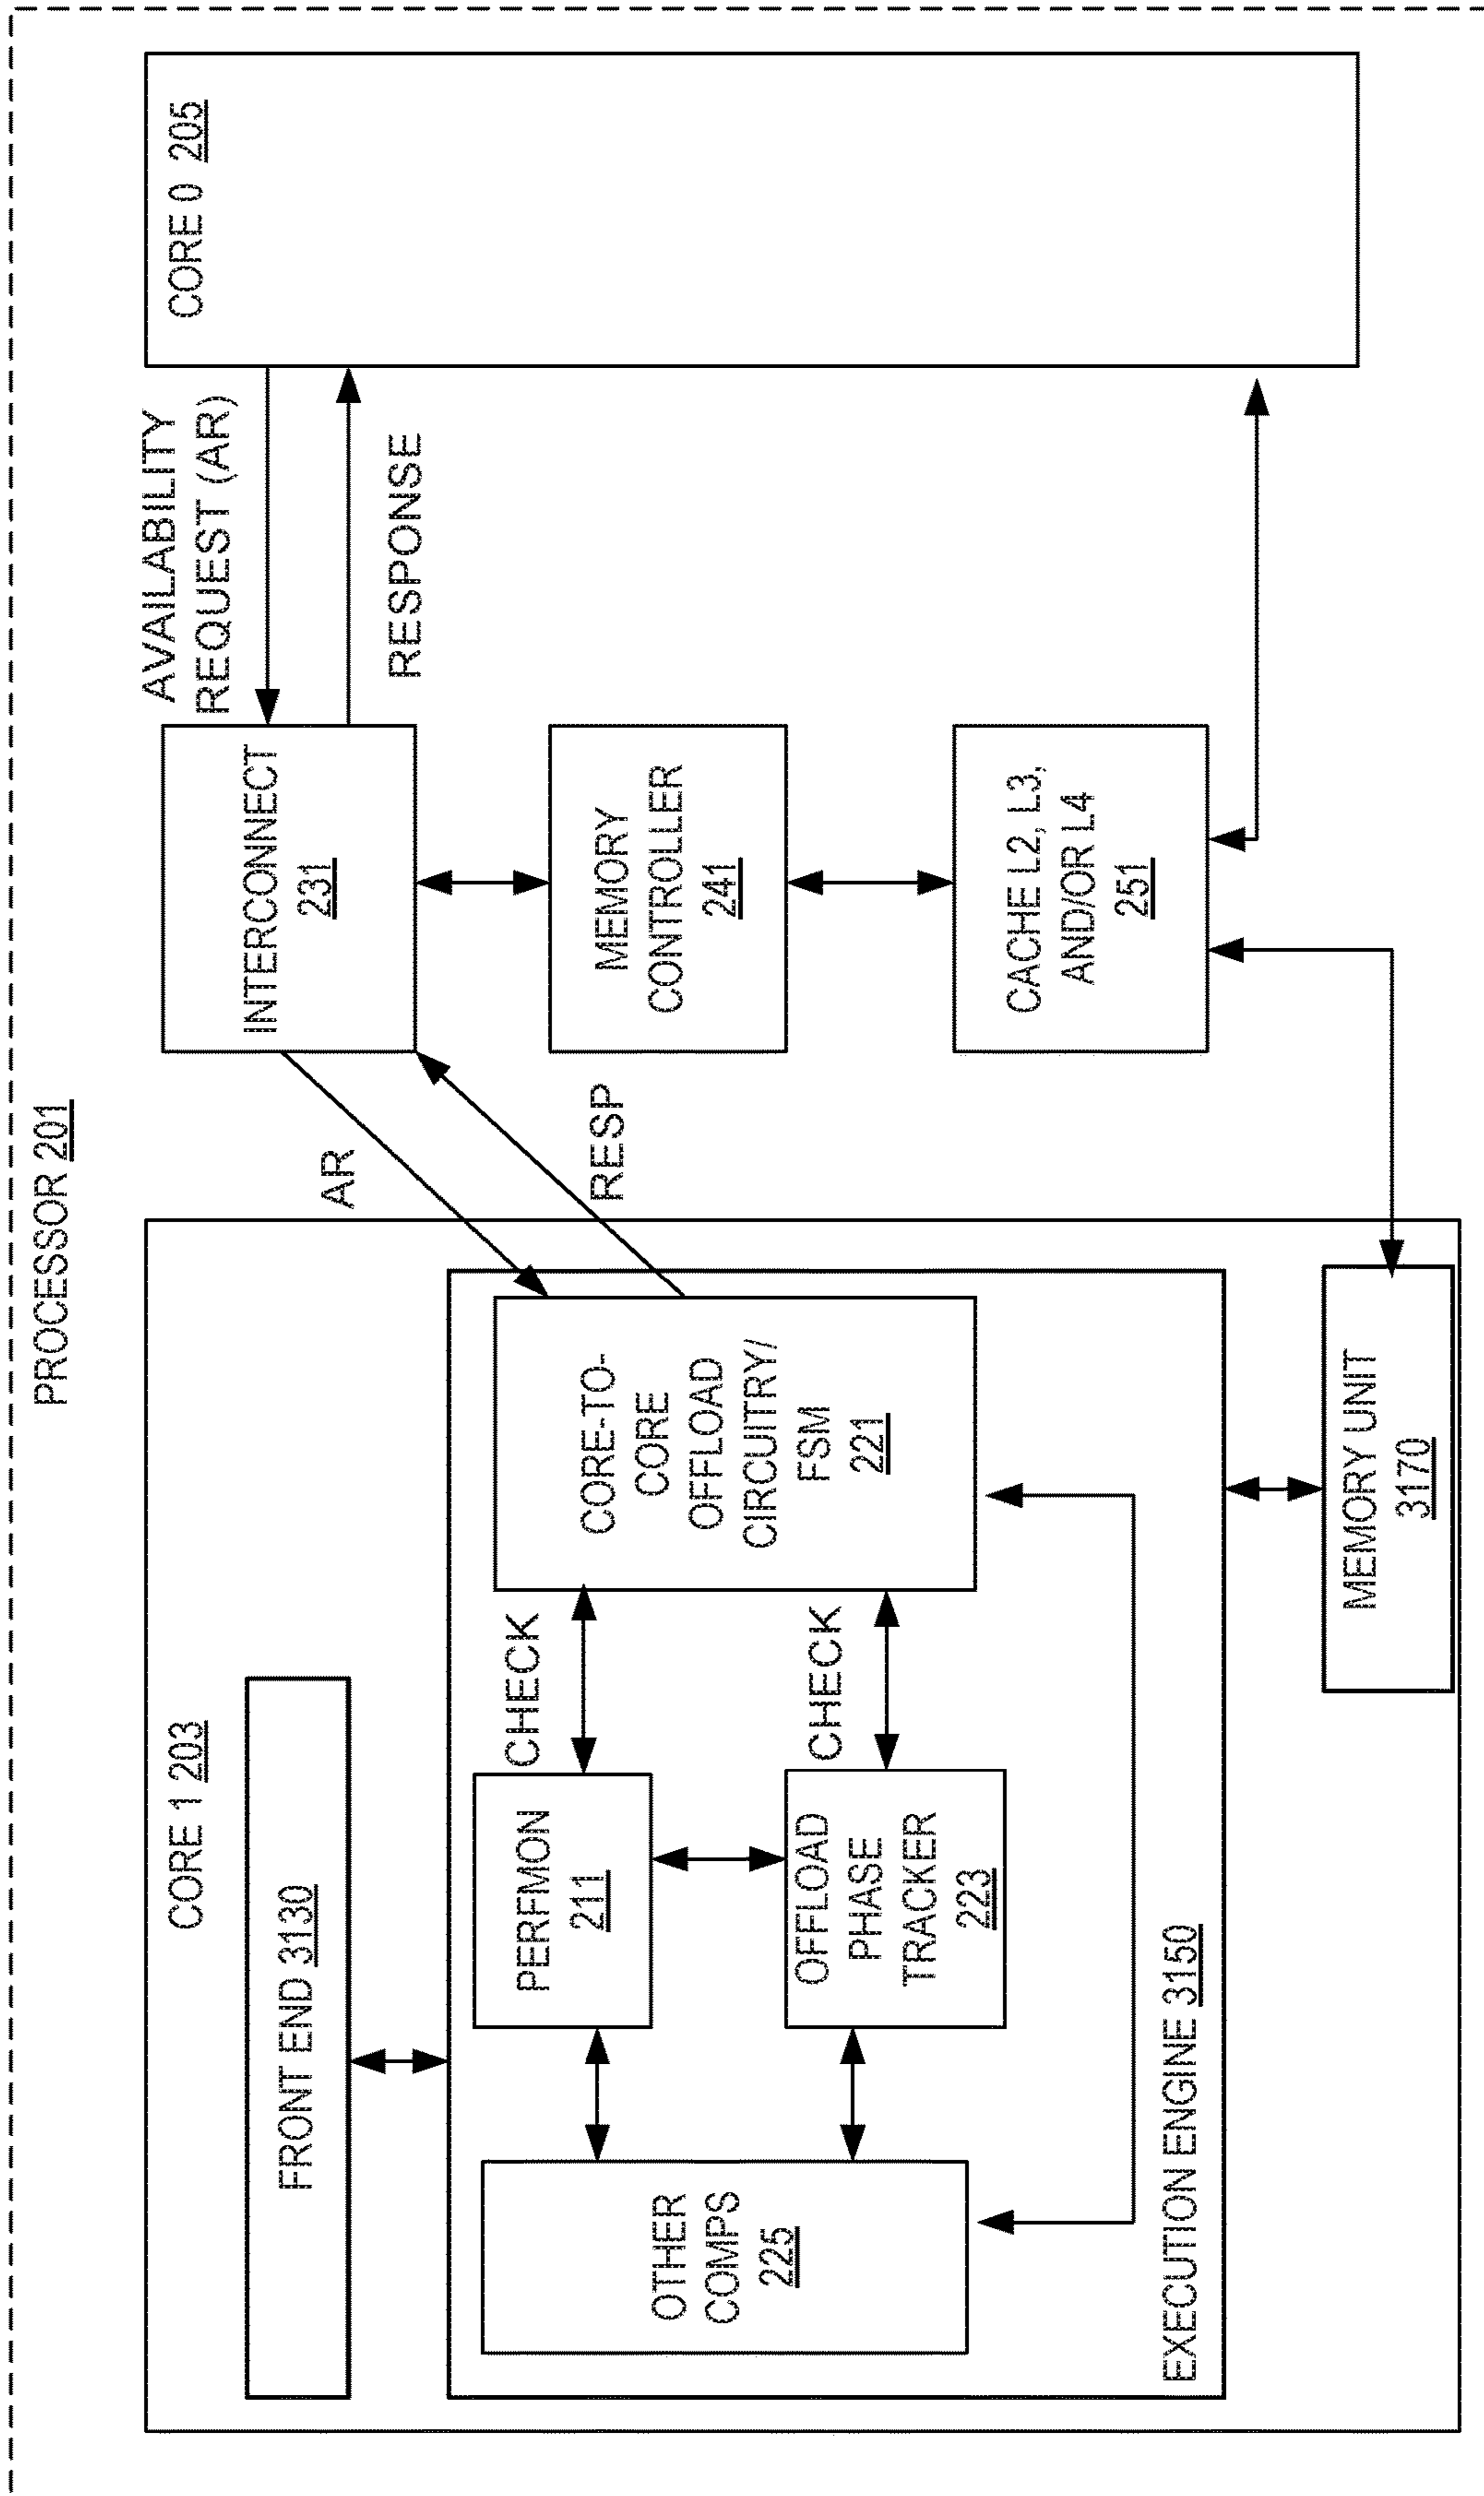 PROCESSOR 201
CORE 1 203
FRONT END 3130
OTHER
COMPS
225
PERFMON
211
OFFLOAD
PHASE
TRACKER
223
CHECK
CHECK
CORE-TO-
CORE
OFFLOAD
CIRCUITRY/
FSM
221
EXECUTION ENGINE 3150
MEMORY UNIT
3170
AR
RESP
INTERCONNECT
231
MEMORY
CONTROLLER
241
CACHE L2, L3,
AND/OR L4
251
AVAILABILITY
REQUEST (AR)
RESPONSE
CORE 0 205